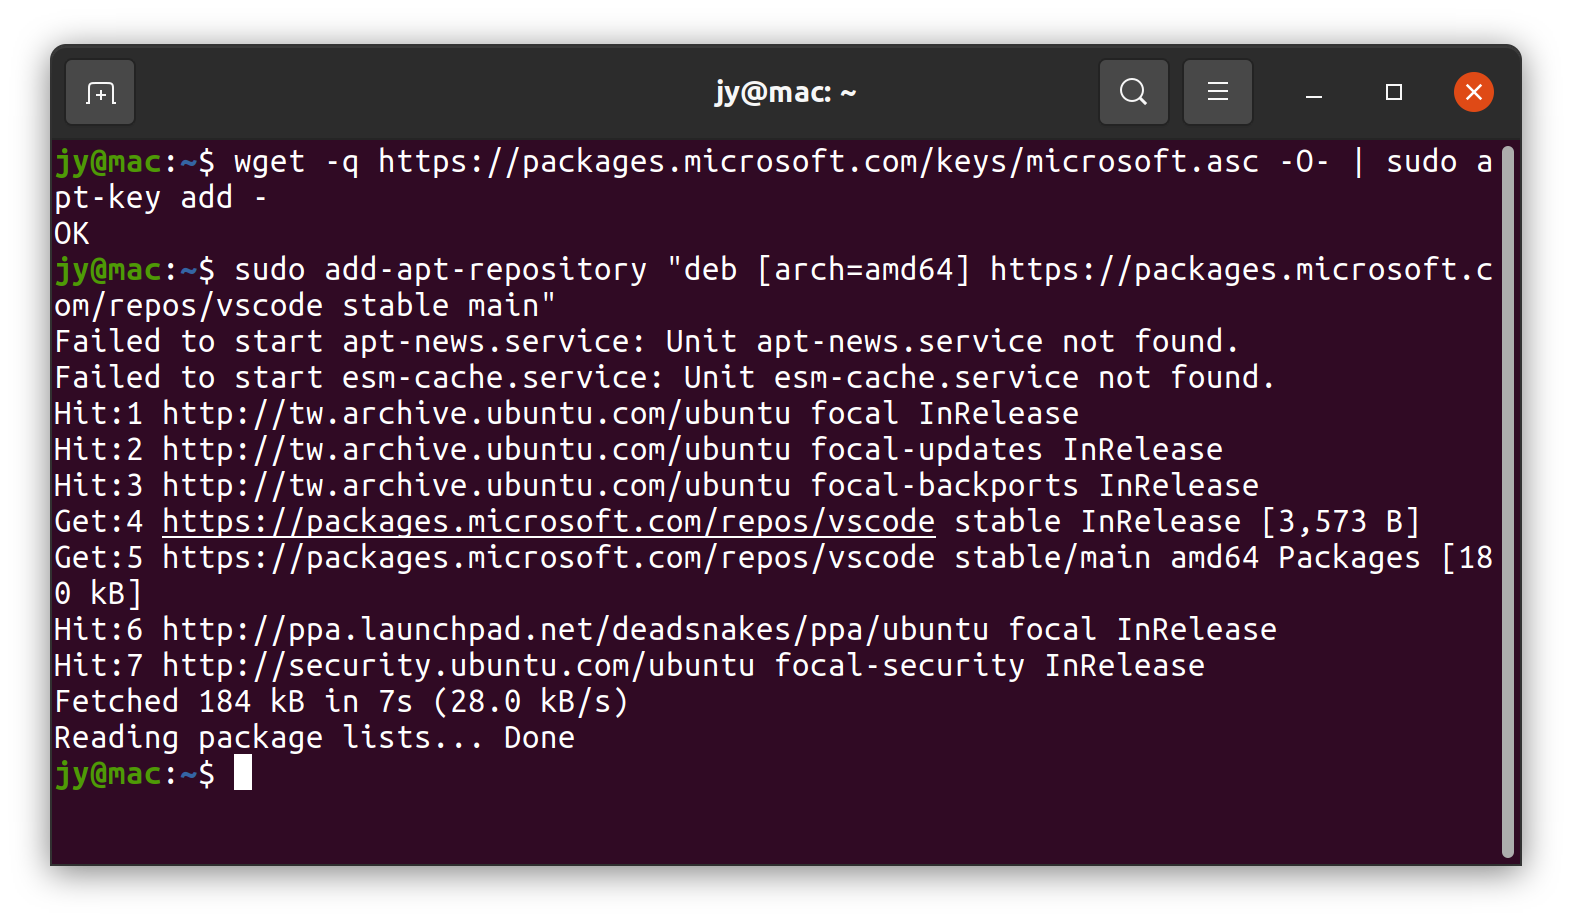 jy@mac: ~
jy@mac:~$ wget -q https://packages.microsoft.com/keys/microsoft.asc -O- | sudo a
pt-key add -
OK
jy@mac:~$ sudo add-apt-repository "deb [arch=amd64] https://packages.microsoft.c
om/repos/vscode stable main"
Failed to start apt-news.service: Unit apt-news.service not found.
Failed to start esm-cache.service: Unit esm-cache.service not found.
Hit:1 http://tw.archive.ubuntu.com/ubuntu focal InRelease
Hit:2 http://tw.archive.ubuntu.com/ubuntu focal-updates InRelease
Hit:3 http://tw.archive.ubuntu.com/ubuntu focal-backports InRelease
Get:4 https://packages.microsoft.com/repos/vscode stable InRelease [3,573 B]
Get:5 https://packages.microsoft.com/repos/vscode stable/main amd64 Packages [18
0 kB]
Hit:6 http://ppa.launchpad.net/deadsnakes/ppa/ubuntu focal InRelease
Hit:7 http://security.ubuntu.com/ubuntu focal-security InRelease
Fetched 184 kB in 7s (28.0 kB/s)
Reading package lists... Done
jy@mac:~$